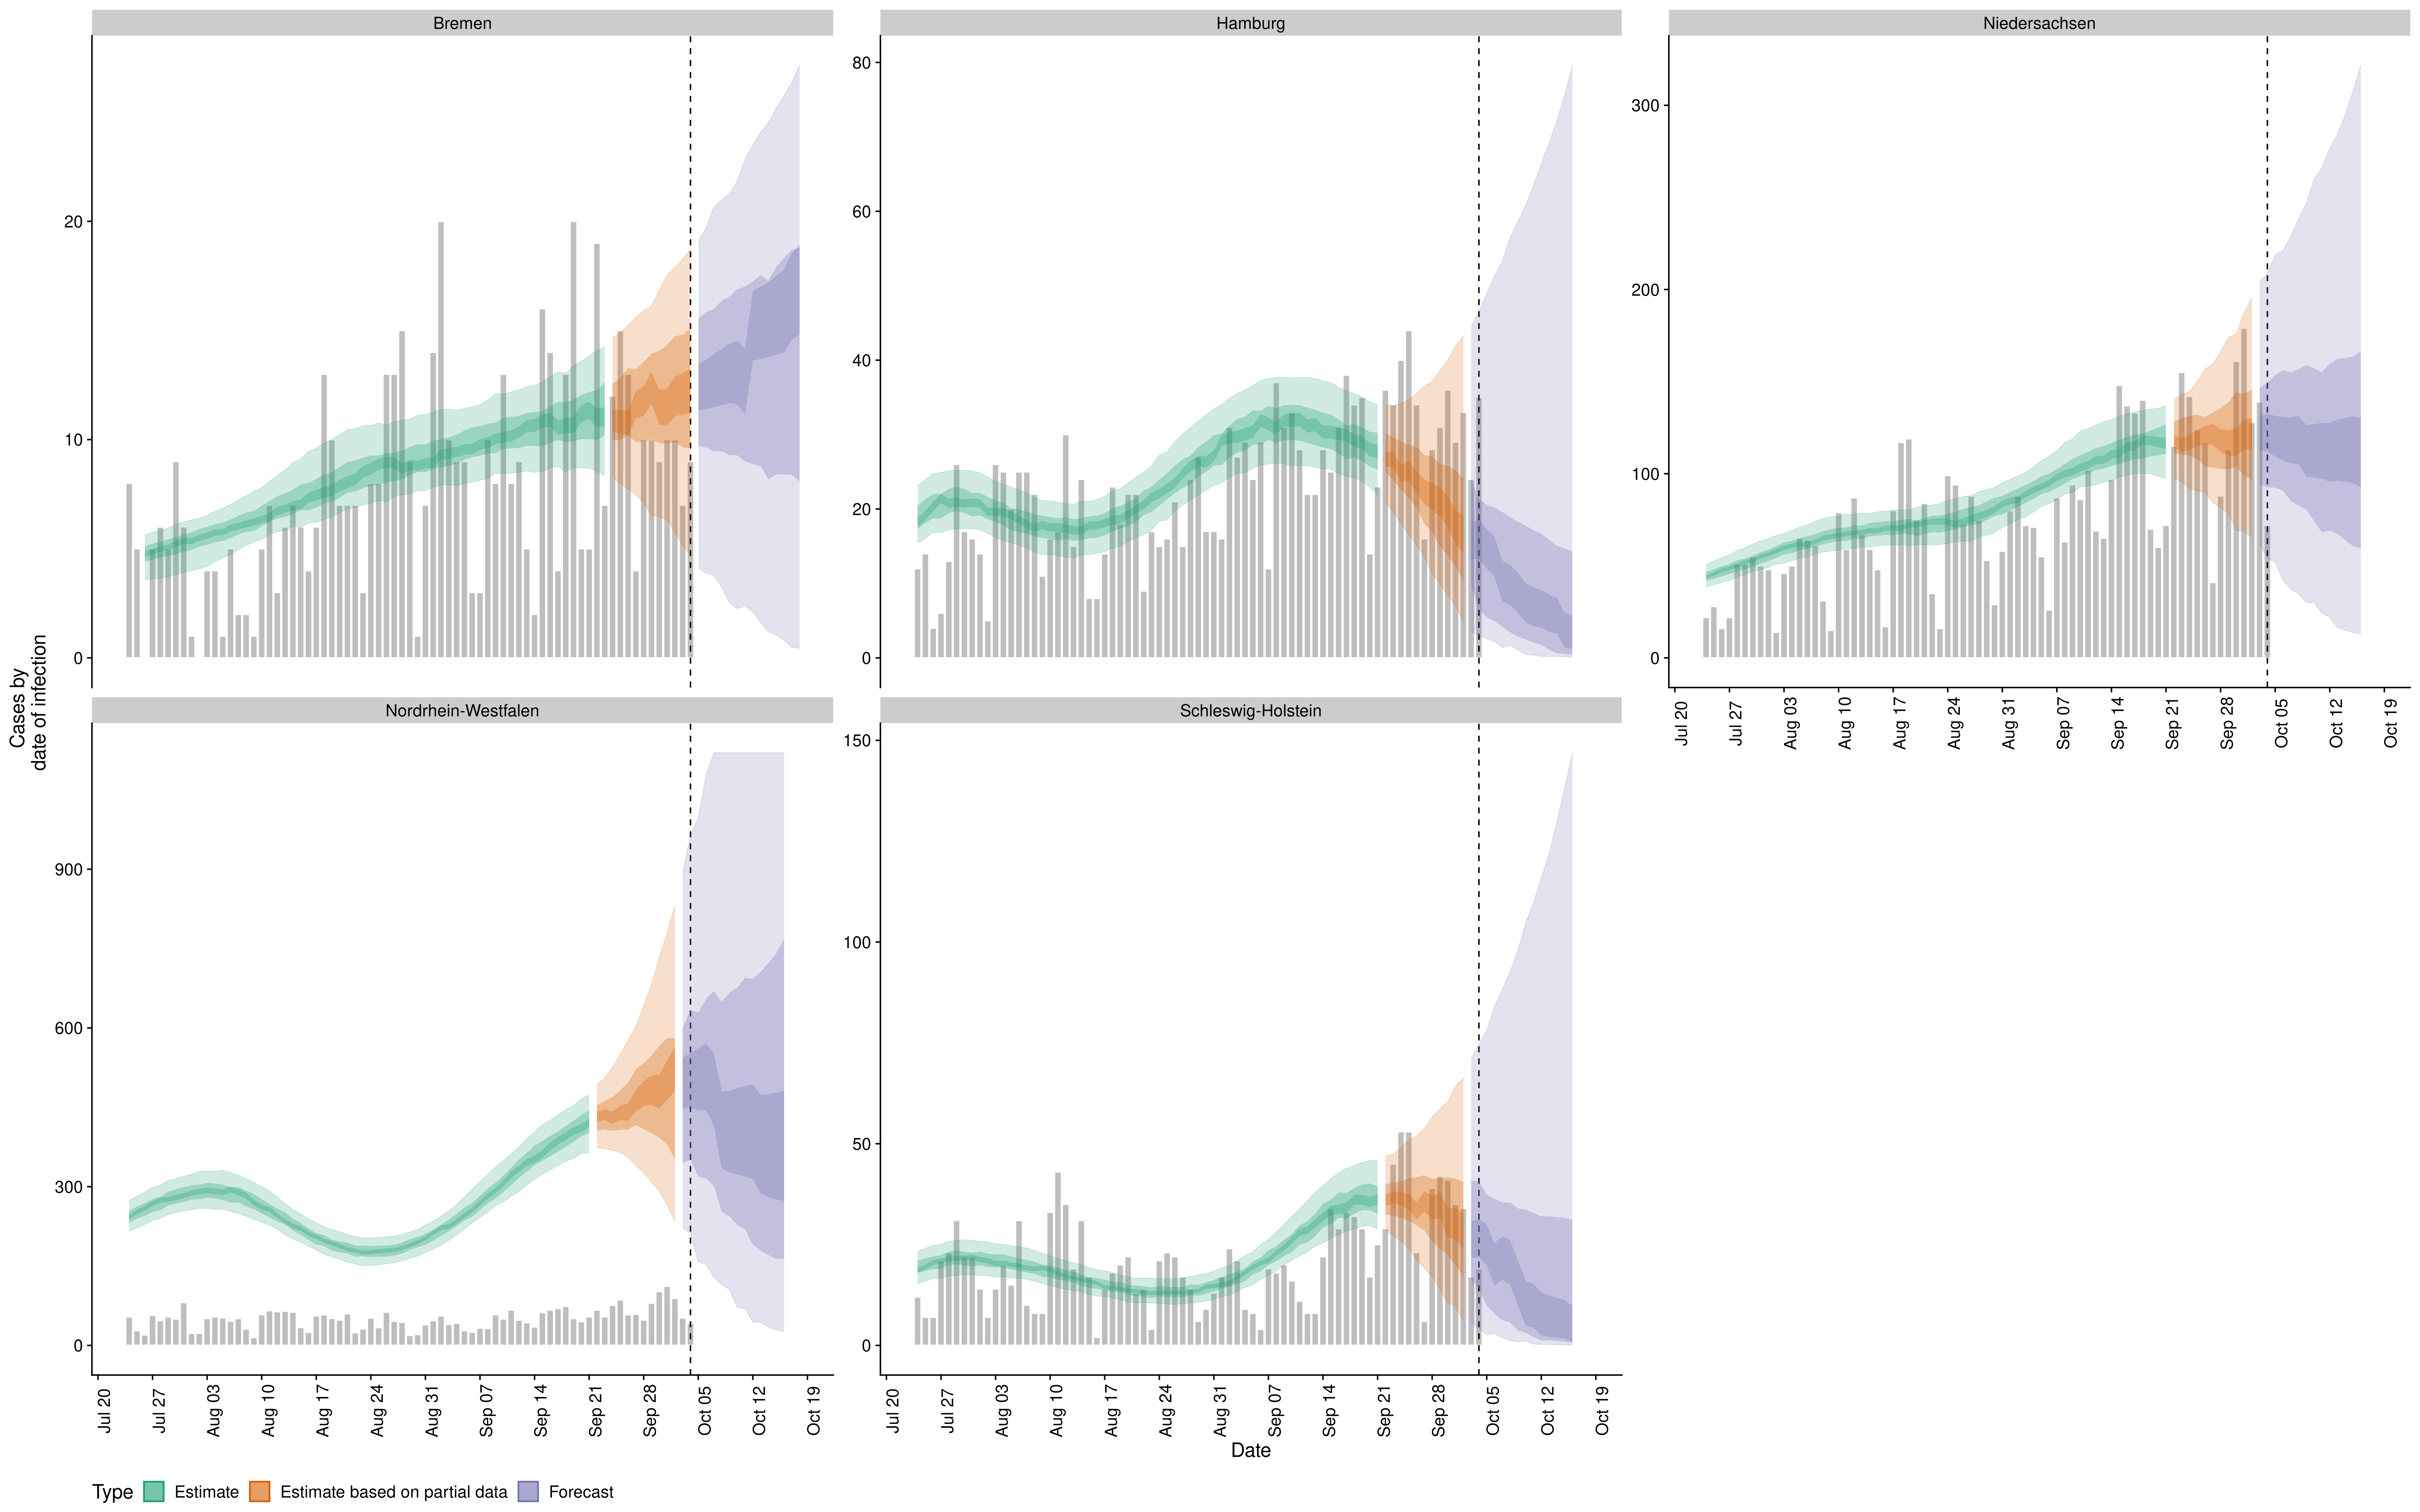 Bremen
Hamburg
Niedersachsen
0
10
20
0
20
40
60
80
0
100
200
300
Jul 20
Jul 27
Aug 03
Aug 10
Aug 17
Aug 24
Aug 31
Sep 07
Sep 14
Sep 21
Sep 28
Oct 05
Oct 12
Oct 19
Cases by
date of infection
Nordrhein-Westfalen
Schleswig-Holstein
0
300
600
900
0
50
100
150
Jul 20
Jul 27
Aug 03
Aug 10
Aug 17
Aug 24
Aug 31
Sep 07
Sep 14
Sep 21
Sep 28
Oct 05
Oct 12
Oct 19
Jul 20
Jul 27
Aug 03
Aug 10
Aug 17
Aug 24
Aug 31
Sep 07
Sep 14
Sep 21
Sep 28
Oct 05
Oct 12
Oct 19
Date
Type Estimate Estimate based on partial data Forecast